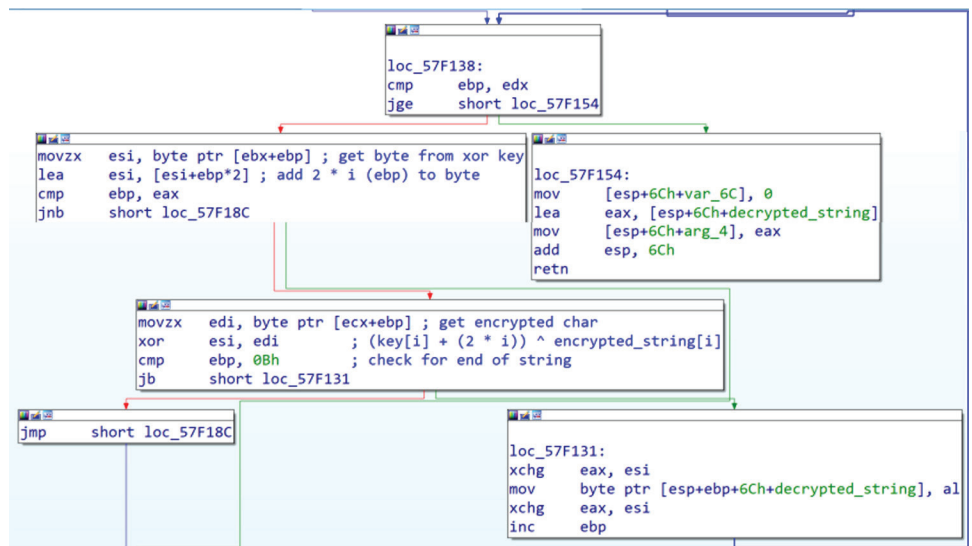 loc_57F138:
cmp ebp, edx
jge short loc_57F154
movzx esi, byte ptr [ebx+ebp] ; get byte from xor key
lea esi, [esi+ebp*2] ; add 2 * i (ebp) to byte
cmp ebp, eax
jnb short loc_57F18C
loc_57F154:
mov [esp+6Ch+var_6C], 0
lea eax, [esp+6Ch+decrypted_string]
mov [esp+6Ch+arg_4], eax
add esp, 6Ch
retn
movzx edi, byte ptr [ecx+ebp] ; get encrypted char
xor esi, edi ; (key[i] + (2 * i)) ^ encrypted_string[i]
cmp ebp, 0Bh ; check for end of string
jb short loc_57F131
jmp short loc_57F18C
loc_57F131:
xchg eax, esi
mov byte ptr [esp+ebp+6Ch+decrypted_string], al
xchg eax, esi
inc ebp